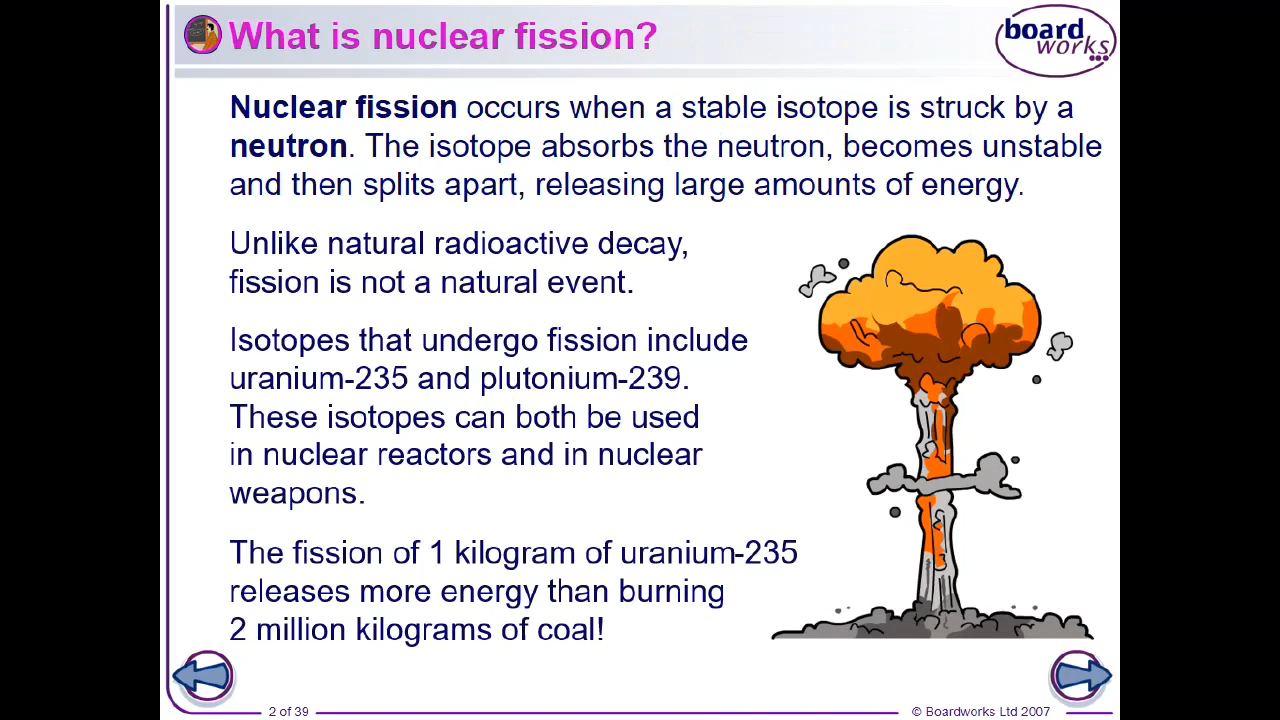 What is nuclear fission?
board
works
Nuclear fission occurs when a stable isotope is struck by a
neutron. The isotope absorbs the neutron, becomes unstable
and then splits apart, releasing large amounts of energy.
Unlike natural radioactive decay,
fission is not a natural event.
Isotopes that undergo fission include
uranium-235 and plutonium-239.
These isotopes can both be used
in nuclear reactors and in nuclear
weapons.
The fission of 1 kilogram of uranium-235
releases more energy than burning
2 million kilograms of coal!
2 of 39
© Boardworks Ltd 2007